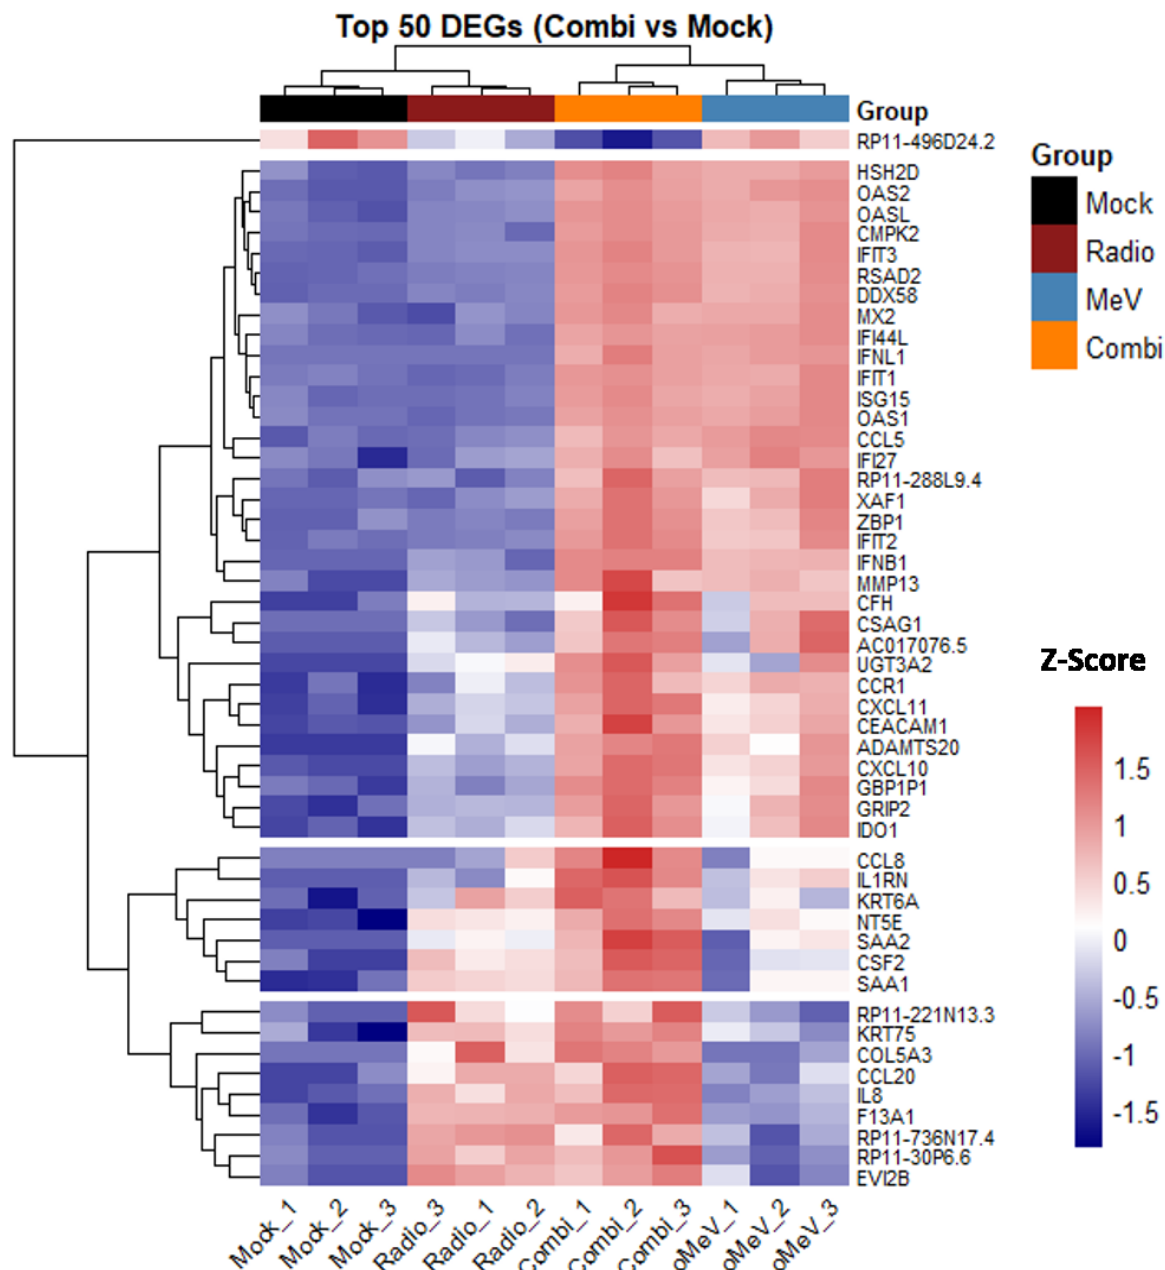 Top 50 DEGs (Combi vs Mock)
Group
RP11-496D24.2
HSH2D
OAS2
OASL
CMPK2
IFIT3
RSAD2
DDX58
MX2
IFI44L
IFNL1
IFIT1
ISG15
OAS1
CCL5
IFI27
RP11-288L9.4
XAF1
ZBP1
IFIT2
IFNB1
MMP13
CFH
CSAG1
AC017076.5
UGT3A2
CCR1
CXCL11
CEACAM1
ADAMTS20
CXCL10
GBP1P1
GRIP2
IDO1
CCL8
IL1RN
KRT6A
NT5E
SAA2
CSF2
SAA1
RP11-221N13.3
KRT75
COL5A3
CCL20
IL8
F13A1
RP11-736N17.4
RP11-30P6.6
EVI2B
Mock_1
Mock_2
Mock_3
Radio_3
Radio_1
Radio_2
Combi_1
Combi_2
Combi_3
oMeV_1
oMeV_2
oMeV_3
Group
Mock
Radio
MeV
Combi
Z-Score
1.5
1
0.5
0
-0.5
-1
-1.5